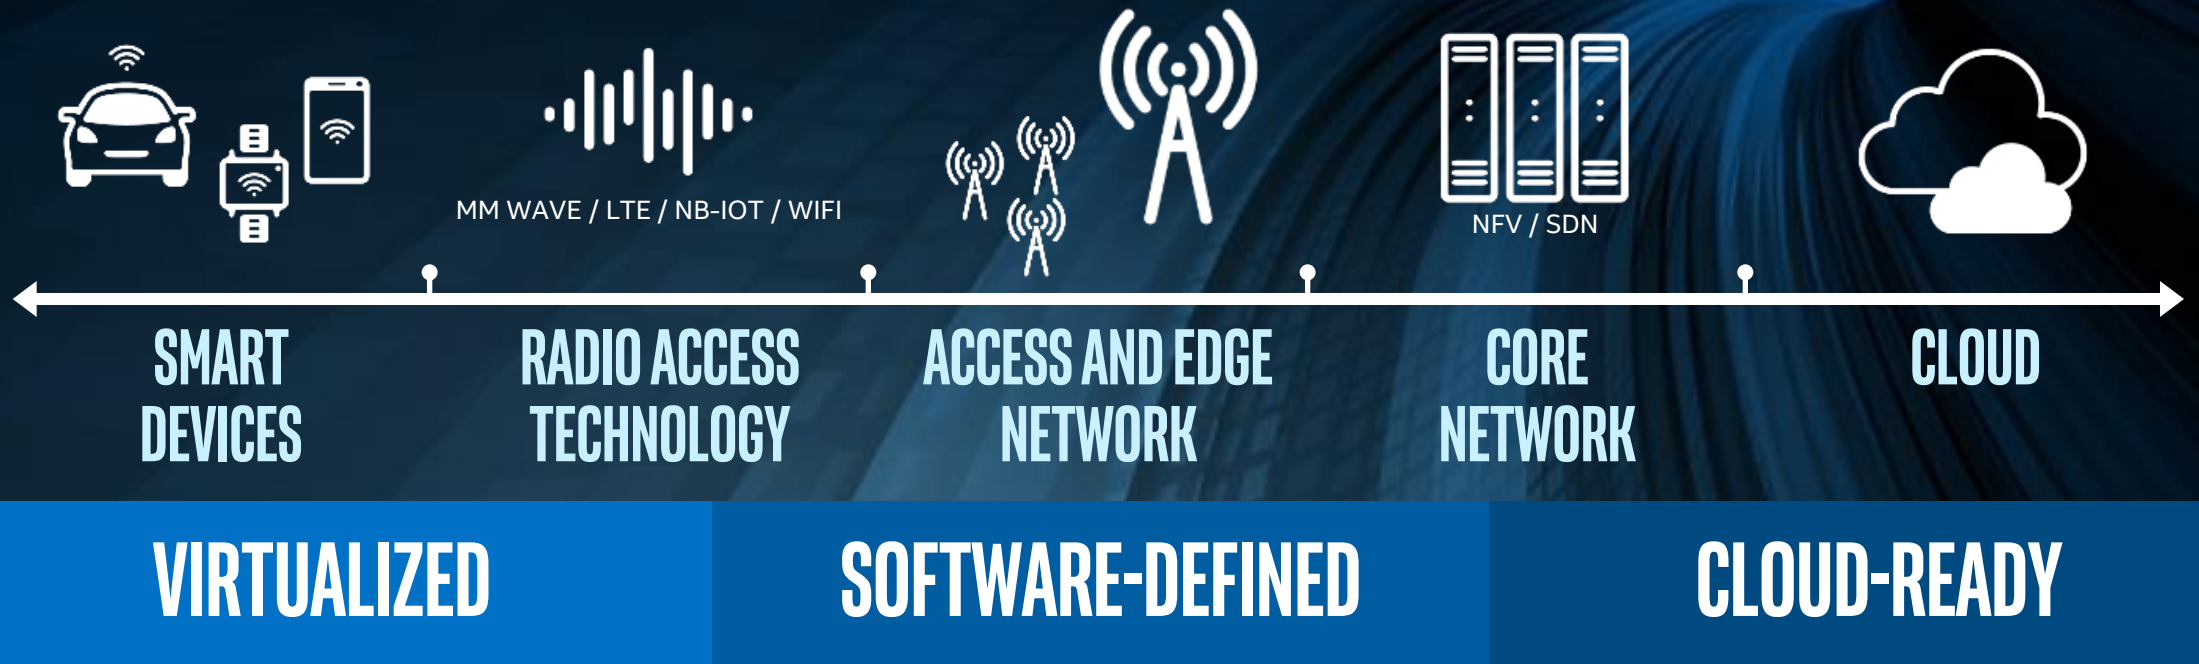 MM WAVE / LTE / NB-IOT / WIFI
NFV / SDN
SMART
DEVICES
RADIO ACCESS
TECHNOLOGY
ACCESS AND EDGE
NETWORK
CORE
NETWORK
CLOUD
VIRTUALIZED
SOFTWARE-DEFINED
CLOUD-READY